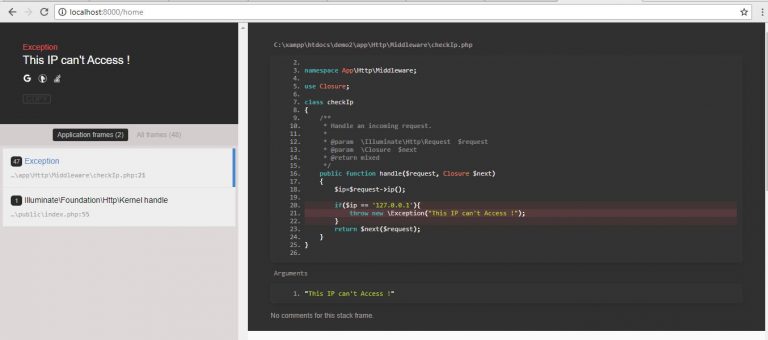 localhost:8000/home
Exception
This IP can't Access !
COPY
Application frames (2) All frames (48)
47 Exception
…\app\Http\Middleware\checkIp.php:21
1 Illuminate\Foundation\Http\Kernel handle
…\public\index.php:55
C:\xampp\htdocs\demo2\app\Http\Middleware\checkIp.php
2.
3. namespace App\Http\Middleware;
4.
5. use Closure;
6.
7. class checkIp
8. {
9. /**
10. * Handle an incoming request.
11. *
12. * @param  \Illuminate\Http\Request  $request
13. * @param  \Closure  $next
14. * @return mixed
15. */
16. public function handle($request, Closure $next)
17. {
18. $ip=$request->ip();
19.
20. if($ip == '127.0.0.1'){
21. throw new \Exception("This IP can't Access !");
22. }
23. return $next($request);
24. }
25. }
26.
Arguments
1. "This IP can't Access !"
No comments for this stack frame.